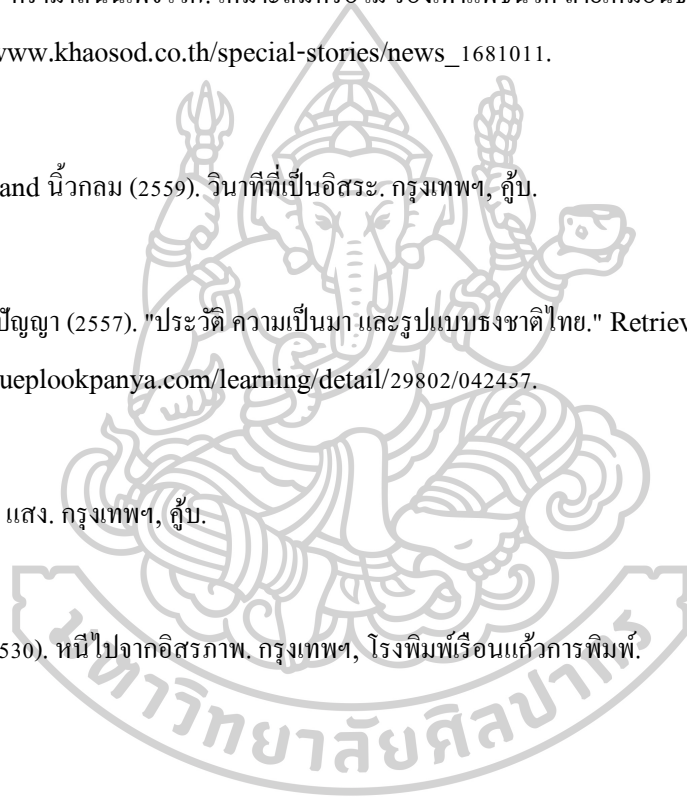 www.khaosod.co.th/special-stories/news_1681011.
and นิ้วกลม (2559). วินาทีที่เป็นอิสระ. กรุงเทพฯ, คู้บ.
ปัญญา (2557). "ประวัติ ความเป็นมา และรูปแบบธงชาติไทย." Retriev
ueplookpanya.com/learning/detail/29802/042457.
แสง. กรุงเทพฯ, คู้บ.
530). หนีไปจากอิสรภาพ. กรุงเทพฯ, โรงพิมพ์เรือนแก้วการพิมพ์.
มหาวิทยาลัยศิลปากร